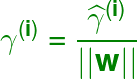 γ^(i) = γ̂^(i) / ||w||